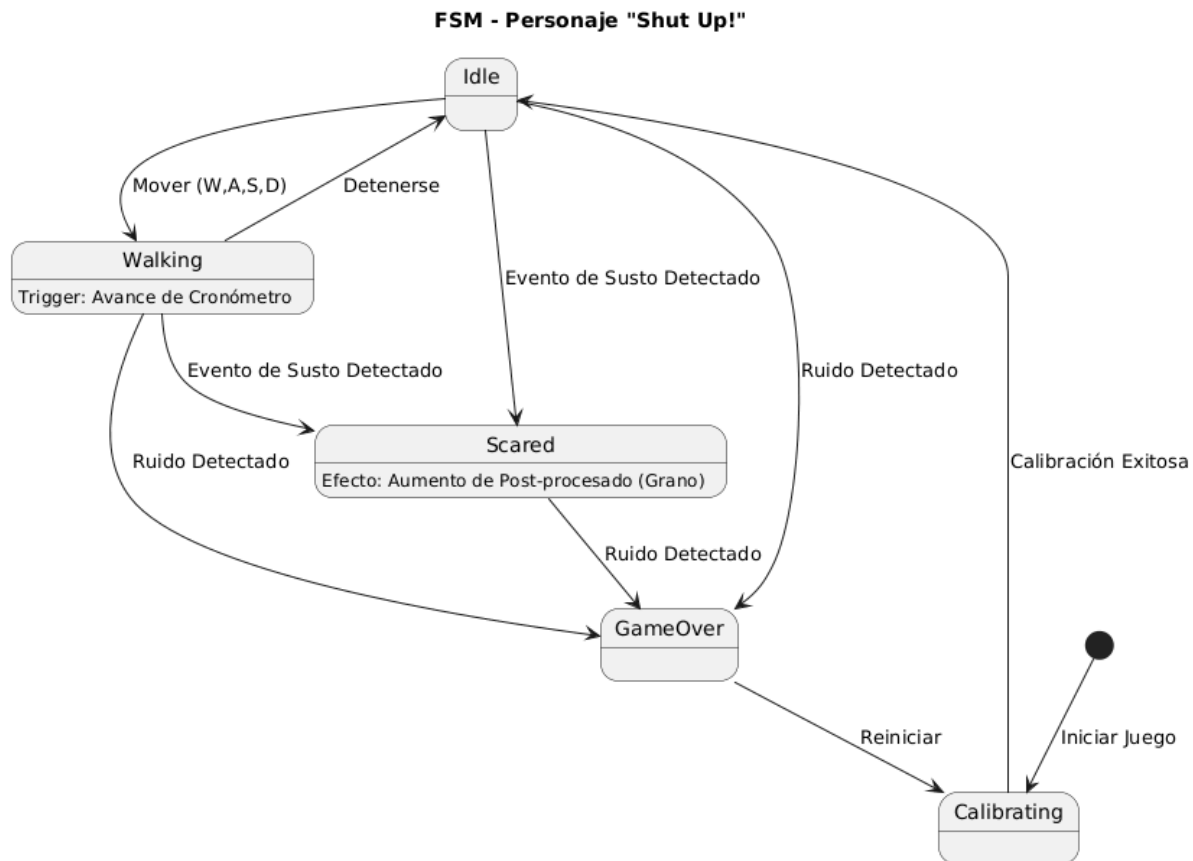 FSM - Personaje "Shut Up!"
Idle
Mover (W,A,S,D)
Detenerse
Walking
Trigger: Avance de Cronómetro
Evento de Susto Detectado
Evento de Susto Detectado
Ruido Detectado
Ruido Detectado
Scared
Efecto: Aumento de Post-procesado (Grano)
Calibración Exitosa
Ruido Detectado
GameOver
Reiniciar
Iniciar Juego
Calibrating